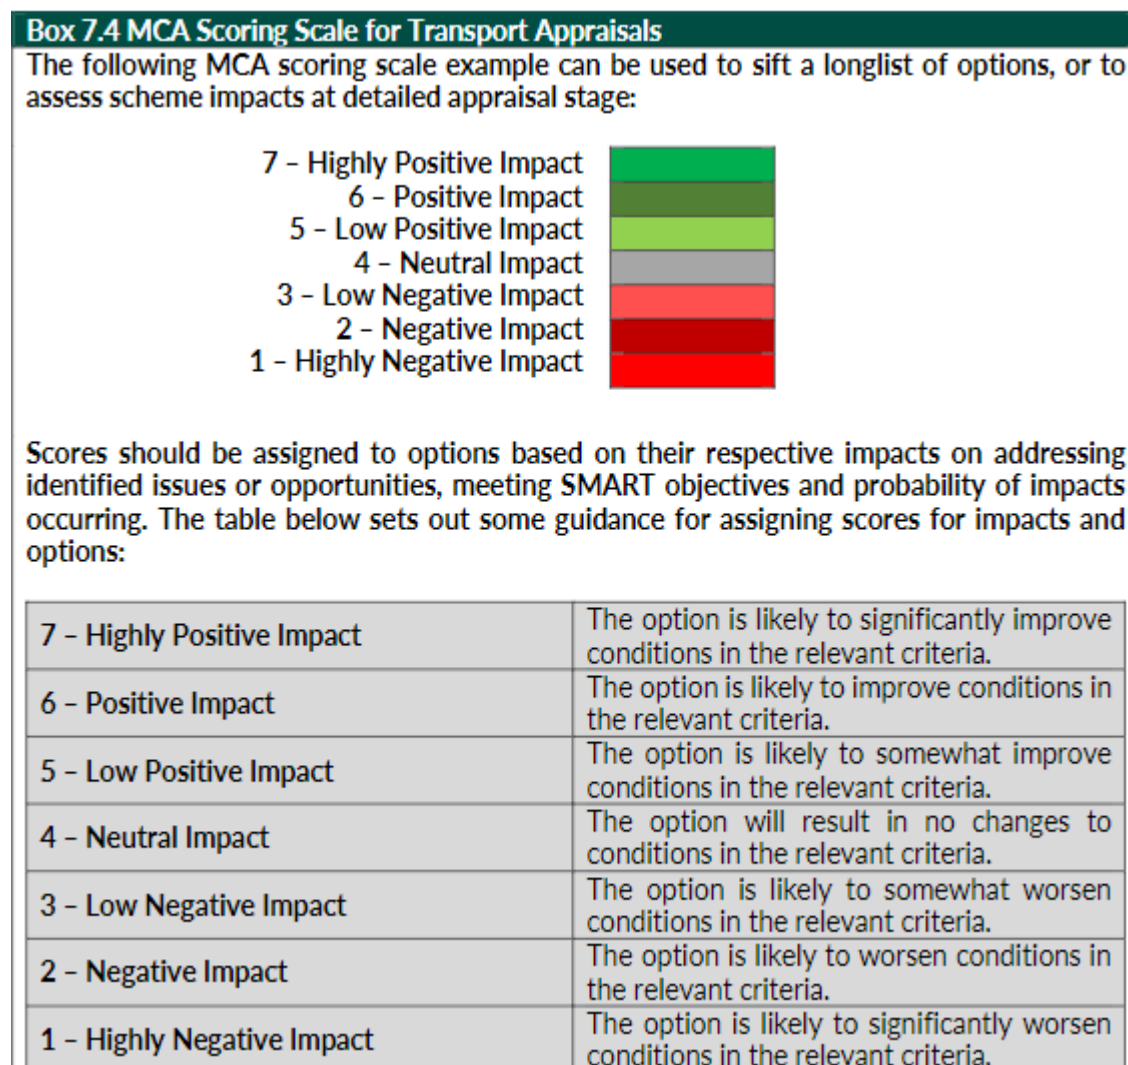 Box 7.4 MCA Scoring Scale for Transport Appraisals
The following MCA scoring scale example can be used to sift a longlist of options, or to
assess scheme impacts at detailed appraisal stage:
7 – Highly Positive Impact
6 – Positive Impact
5 – Low Positive Impact
4 – Neutral Impact
3 – Low Negative Impact
2 – Negative Impact
1 – Highly Negative Impact
Scores should be assigned to options based on their respective impacts on addressing
identified issues or opportunities, meeting SMART objectives and probability of impacts
occurring. The table below sets out some guidance for assigning scores for impacts and
options:
7 – Highly Positive Impact
The option is likely to significantly improve
conditions in the relevant criteria.
6 – Positive Impact
The option is likely to improve conditions in
the relevant criteria.
5 – Low Positive Impact
The option is likely to somewhat improve
conditions in the relevant criteria.
4 – Neutral Impact
The option will result in no changes to
conditions in the relevant criteria.
3 – Low Negative Impact
The option is likely to somewhat worsen
conditions in the relevant criteria.
2 – Negative Impact
The option is likely to worsen conditions in
the relevant criteria.
1 – Highly Negative Impact
The option is likely to significantly worsen
conditions in the relevant criteria.